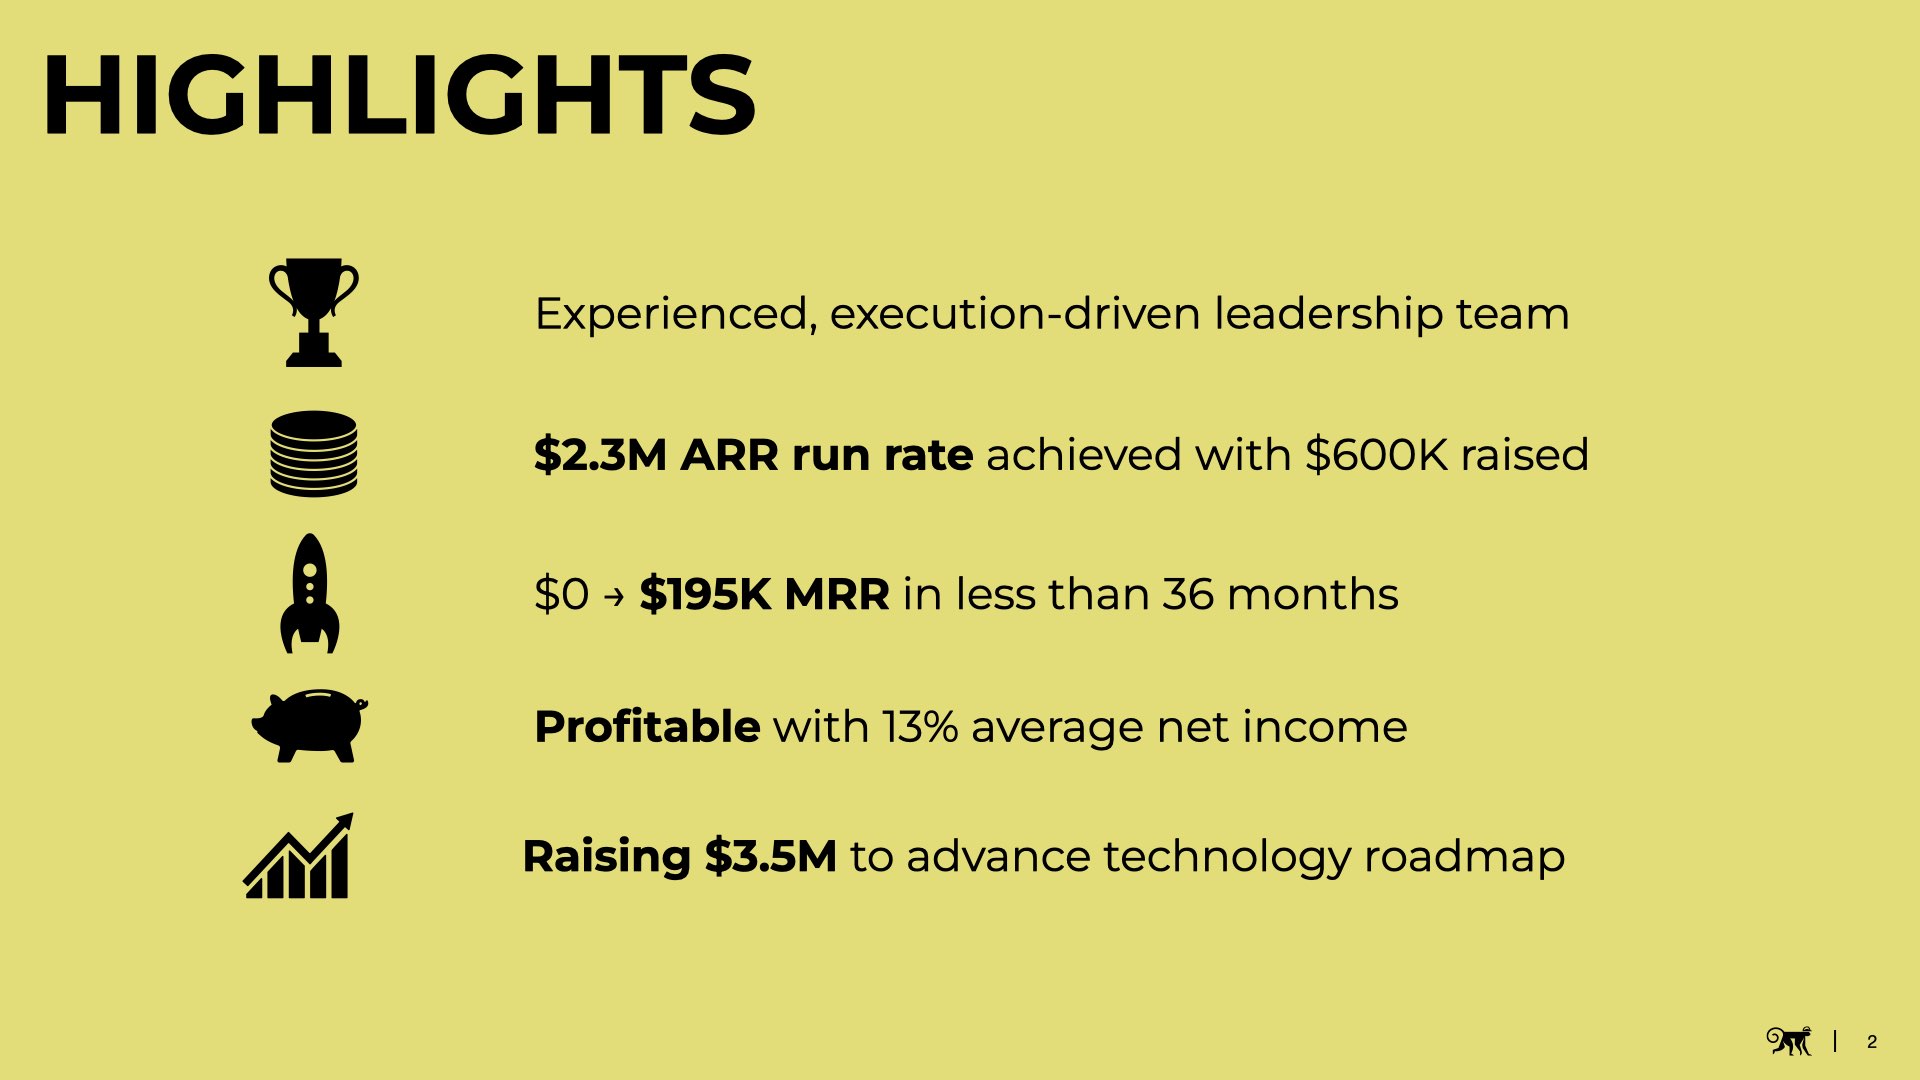 HIGHLIGHTS
Experienced, execution-driven leadership team
$2.3M ARR run rate achieved with $600K raised
$0 → $195K MRR in less than 36 months
Profitable with 13% average net income
Raising $3.5M to advance technology roadmap
| 2